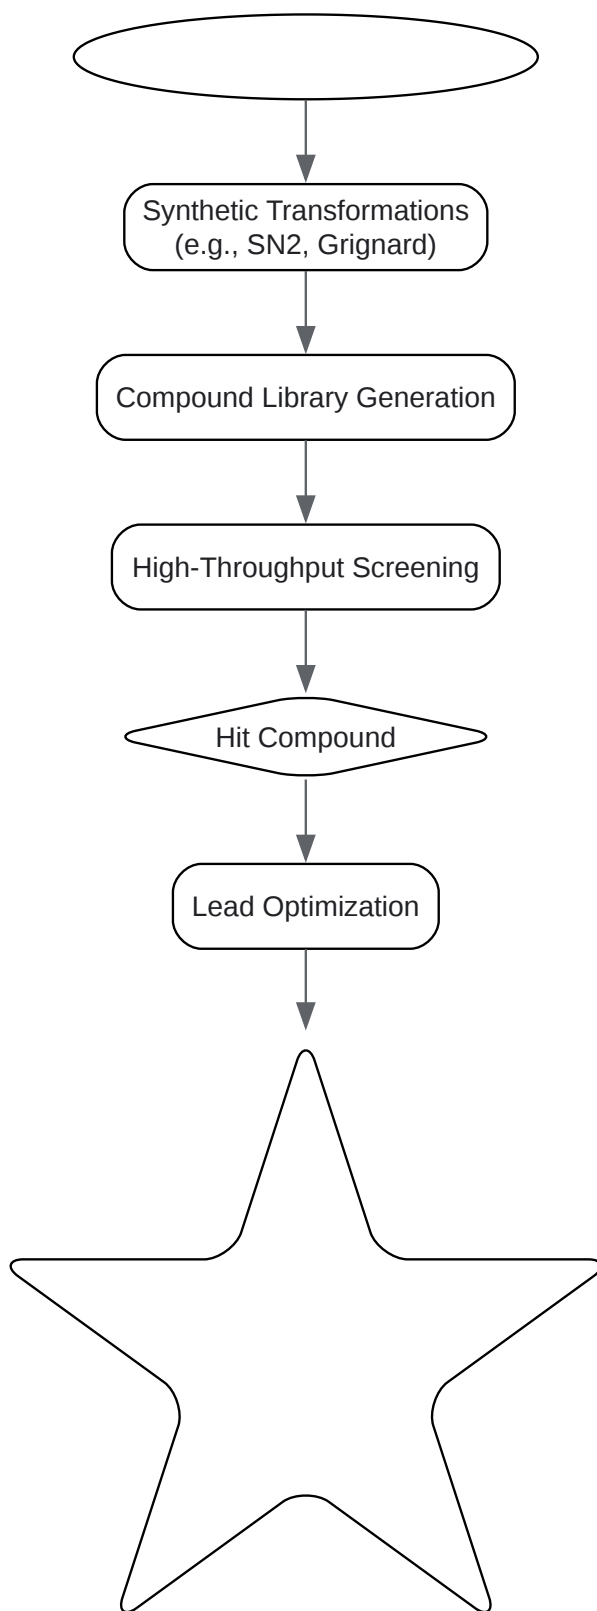 Synthetic Transformations
(e.g., SN2, Grignard)
Compound Library Generation
High-Throughput Screening
Hit Compound
Lead Optimization